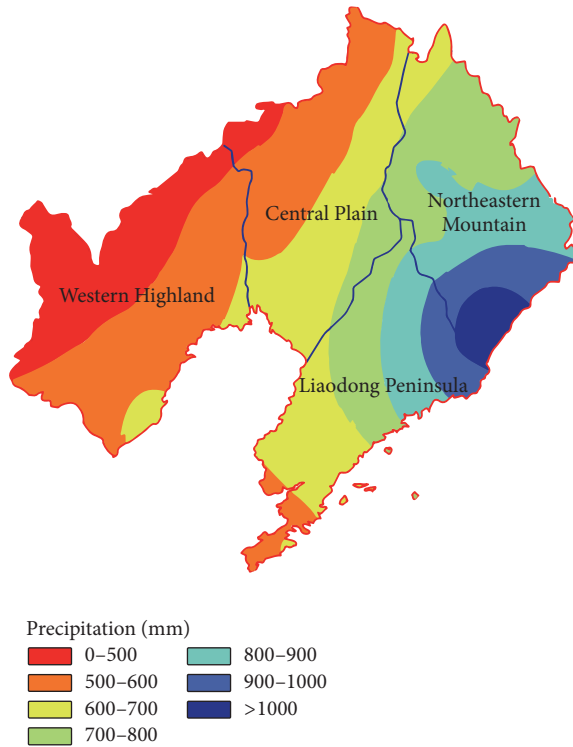 Central Plain
Northeastern
Mountain
Western Highland
Liaodong Peninsula
Precipitation (mm)
0–500
500–600
600–700
700–800
800–900
900–1000
>1000